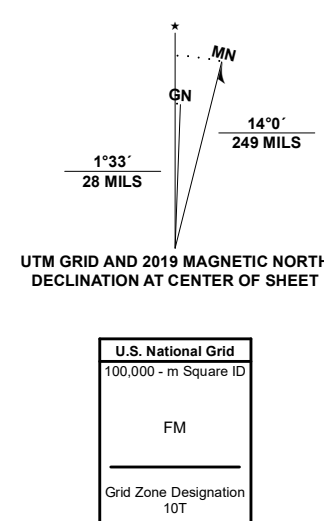 ★
MN
GN
1°33´
28 MILS
14°0´
249 MILS
UTM GRID AND 2019 MAGNETIC NORTH
DECLINATION AT CENTER OF SHEET
U.S. National Grid
100,000 - m Square ID
FM
Grid Zone Designation
10T